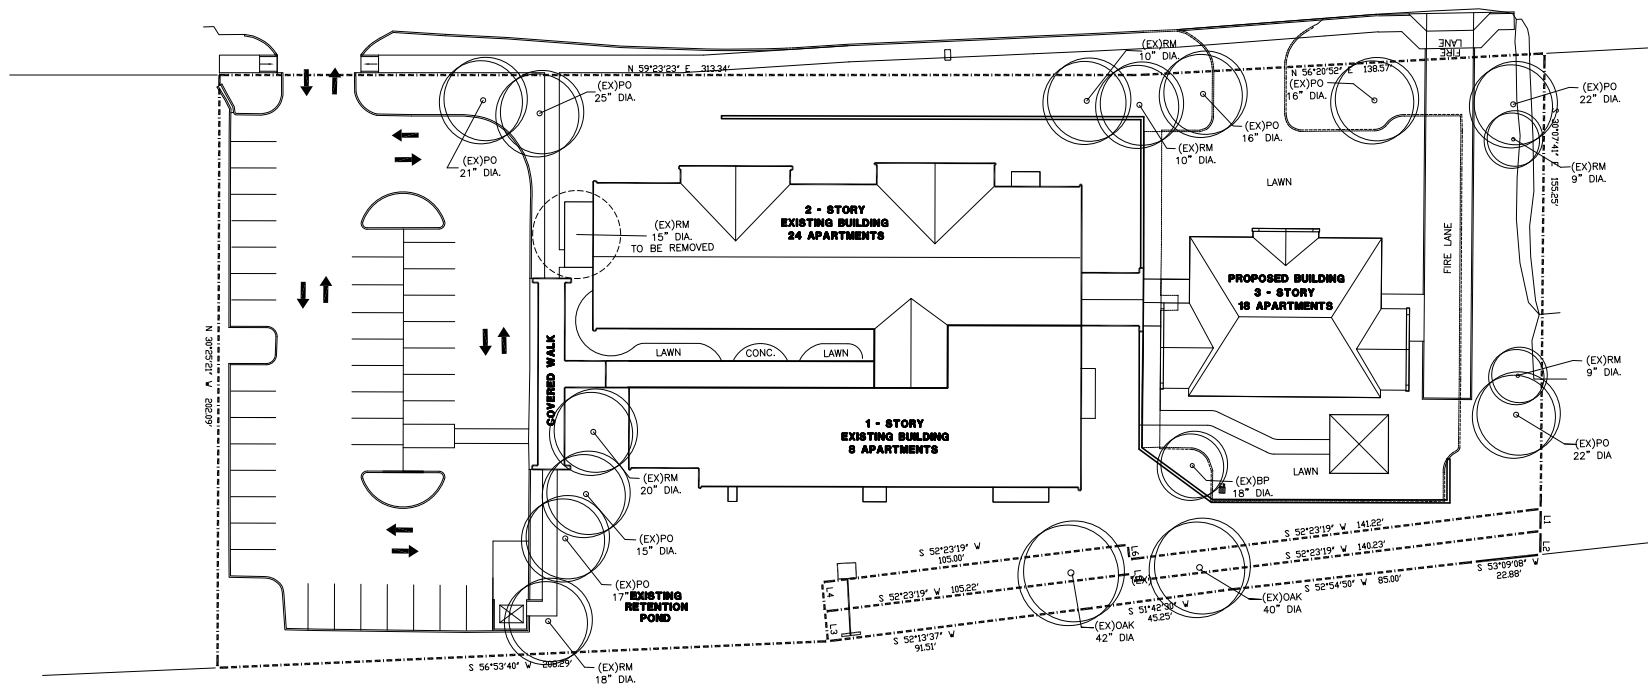 FIRE
LANE
(EX)RM
10" DIA.
N 59°23'23" E 313.34'
N 56°20'52" E 138.57'
(EX)PO
25" DIA.
(EX)PO
16" DIA.
(EX)PO
22" DIA.
S 30°07'41" E 155.25'
(EX)PO
16" DIA.
(EX)RM
10" DIA.
(EX)PO
21" DIA.
(EX)RM
9" DIA.
LAWN
2 - STORY
EXISTING BUILDING
24 APARTMENTS
(EX)RM
15" DIA.
TO BE REMOVED
FIRE LANE
PROPOSED BUILDING
3 - STORY
18 APARTMENTS
N 30°25'21" W 202.09'
COVERED WALK
LAWN
CONC.
LAWN
(EX)RM
9" DIA.
1 - STORY
EXISTING BUILDING
8 APARTMENTS
(EX)PO
22" DIA
LAWN
(EX)RM
20" DIA.
(EX)BP
18" DIA.
(EX)PO
15" DIA.
S 52°23'19" W 141.22'
L1
S 52°23'19" W
105.00'
L6
S 52°23'19" W 140.23'
L2
S 53°09'08" W
22.88'
(EX)PO
17"
EXISTING
RETENTION
POND
L4
S 52°23'19" W 105.22'
(EX)
S 52°54'50" W 85.00'
S 51°42'30" W
45.25'
(EX)OAK
40" DIA
L3
S 52°13'37" W
91.51'
(EX)OAK
42" DIA
S 56°53'40" W 208.29'
(EX)RM
18" DIA.